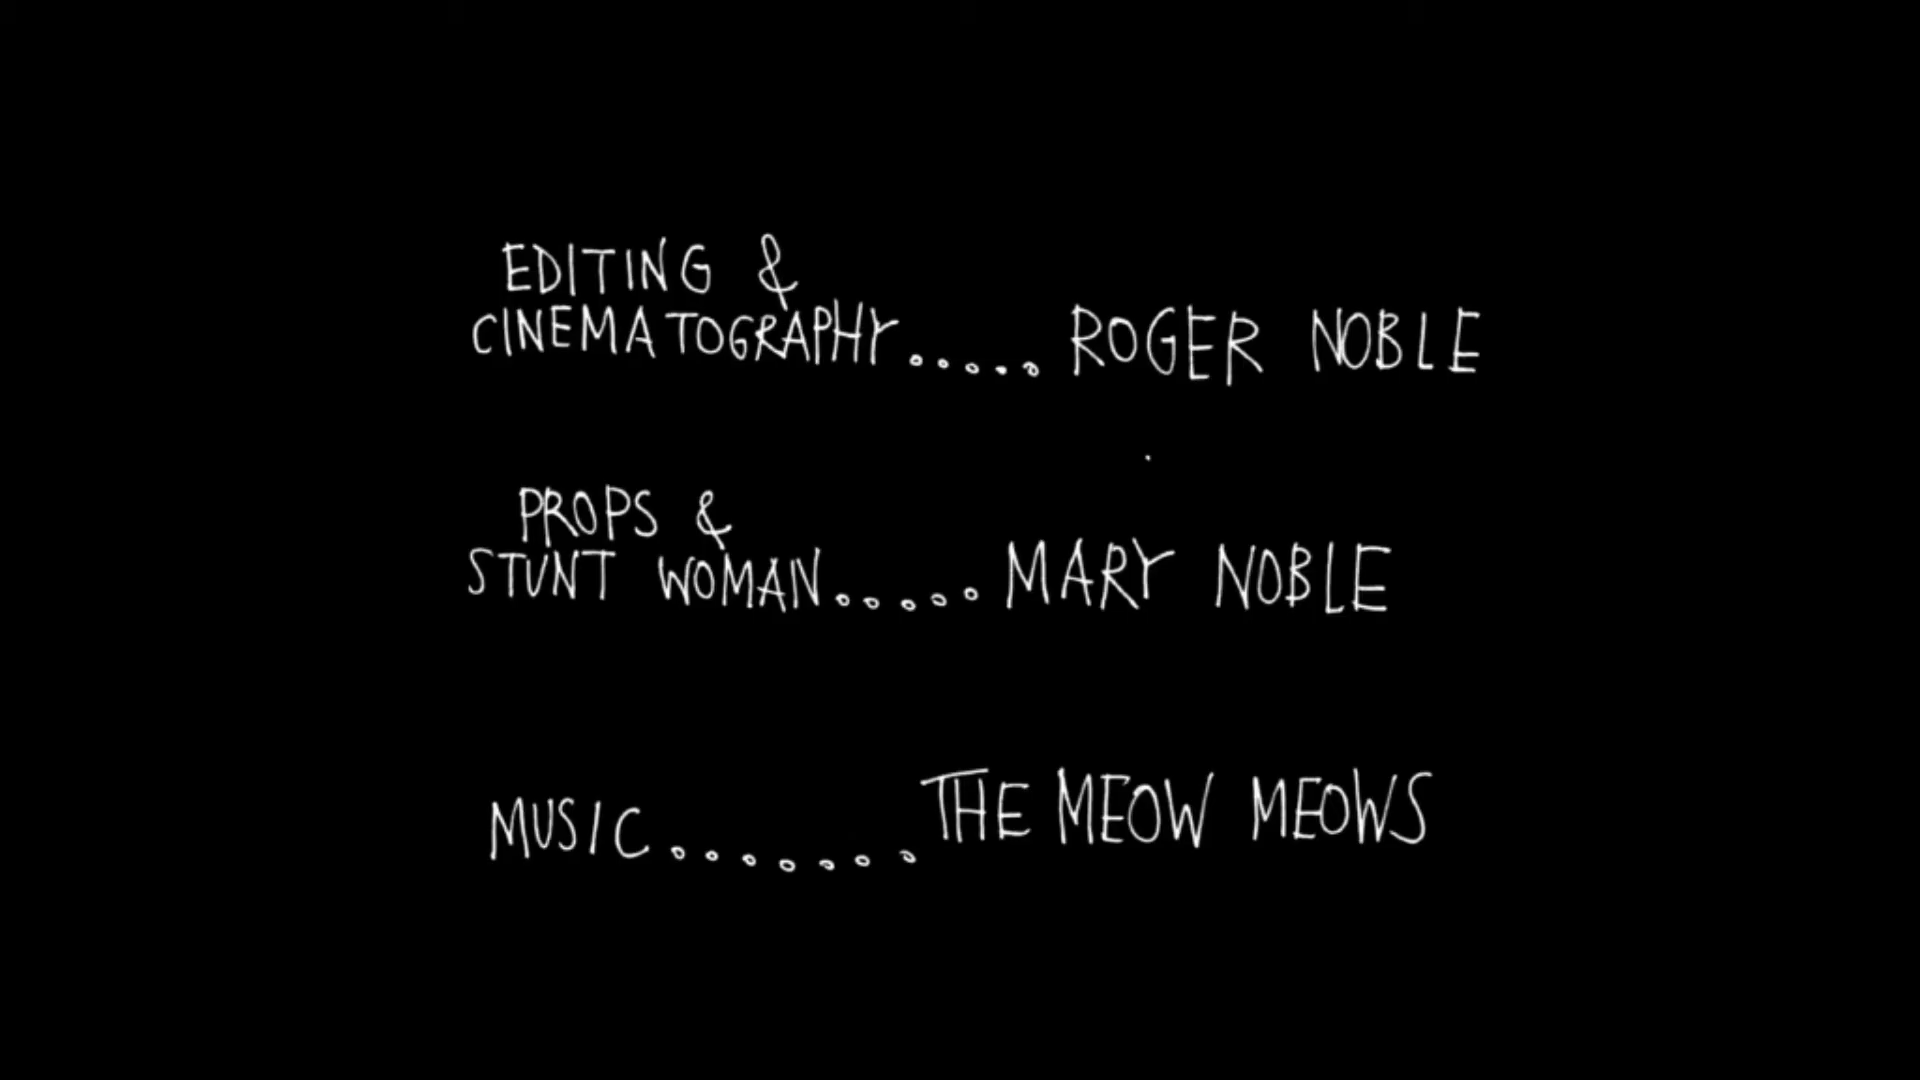 EDITING &
CINEMATOGRAPHY..... ROGER NOBLE
PROPS &
STUNT WOMAN..... MARY NOBLE
MUSIC....... THE MEOW MEOWS